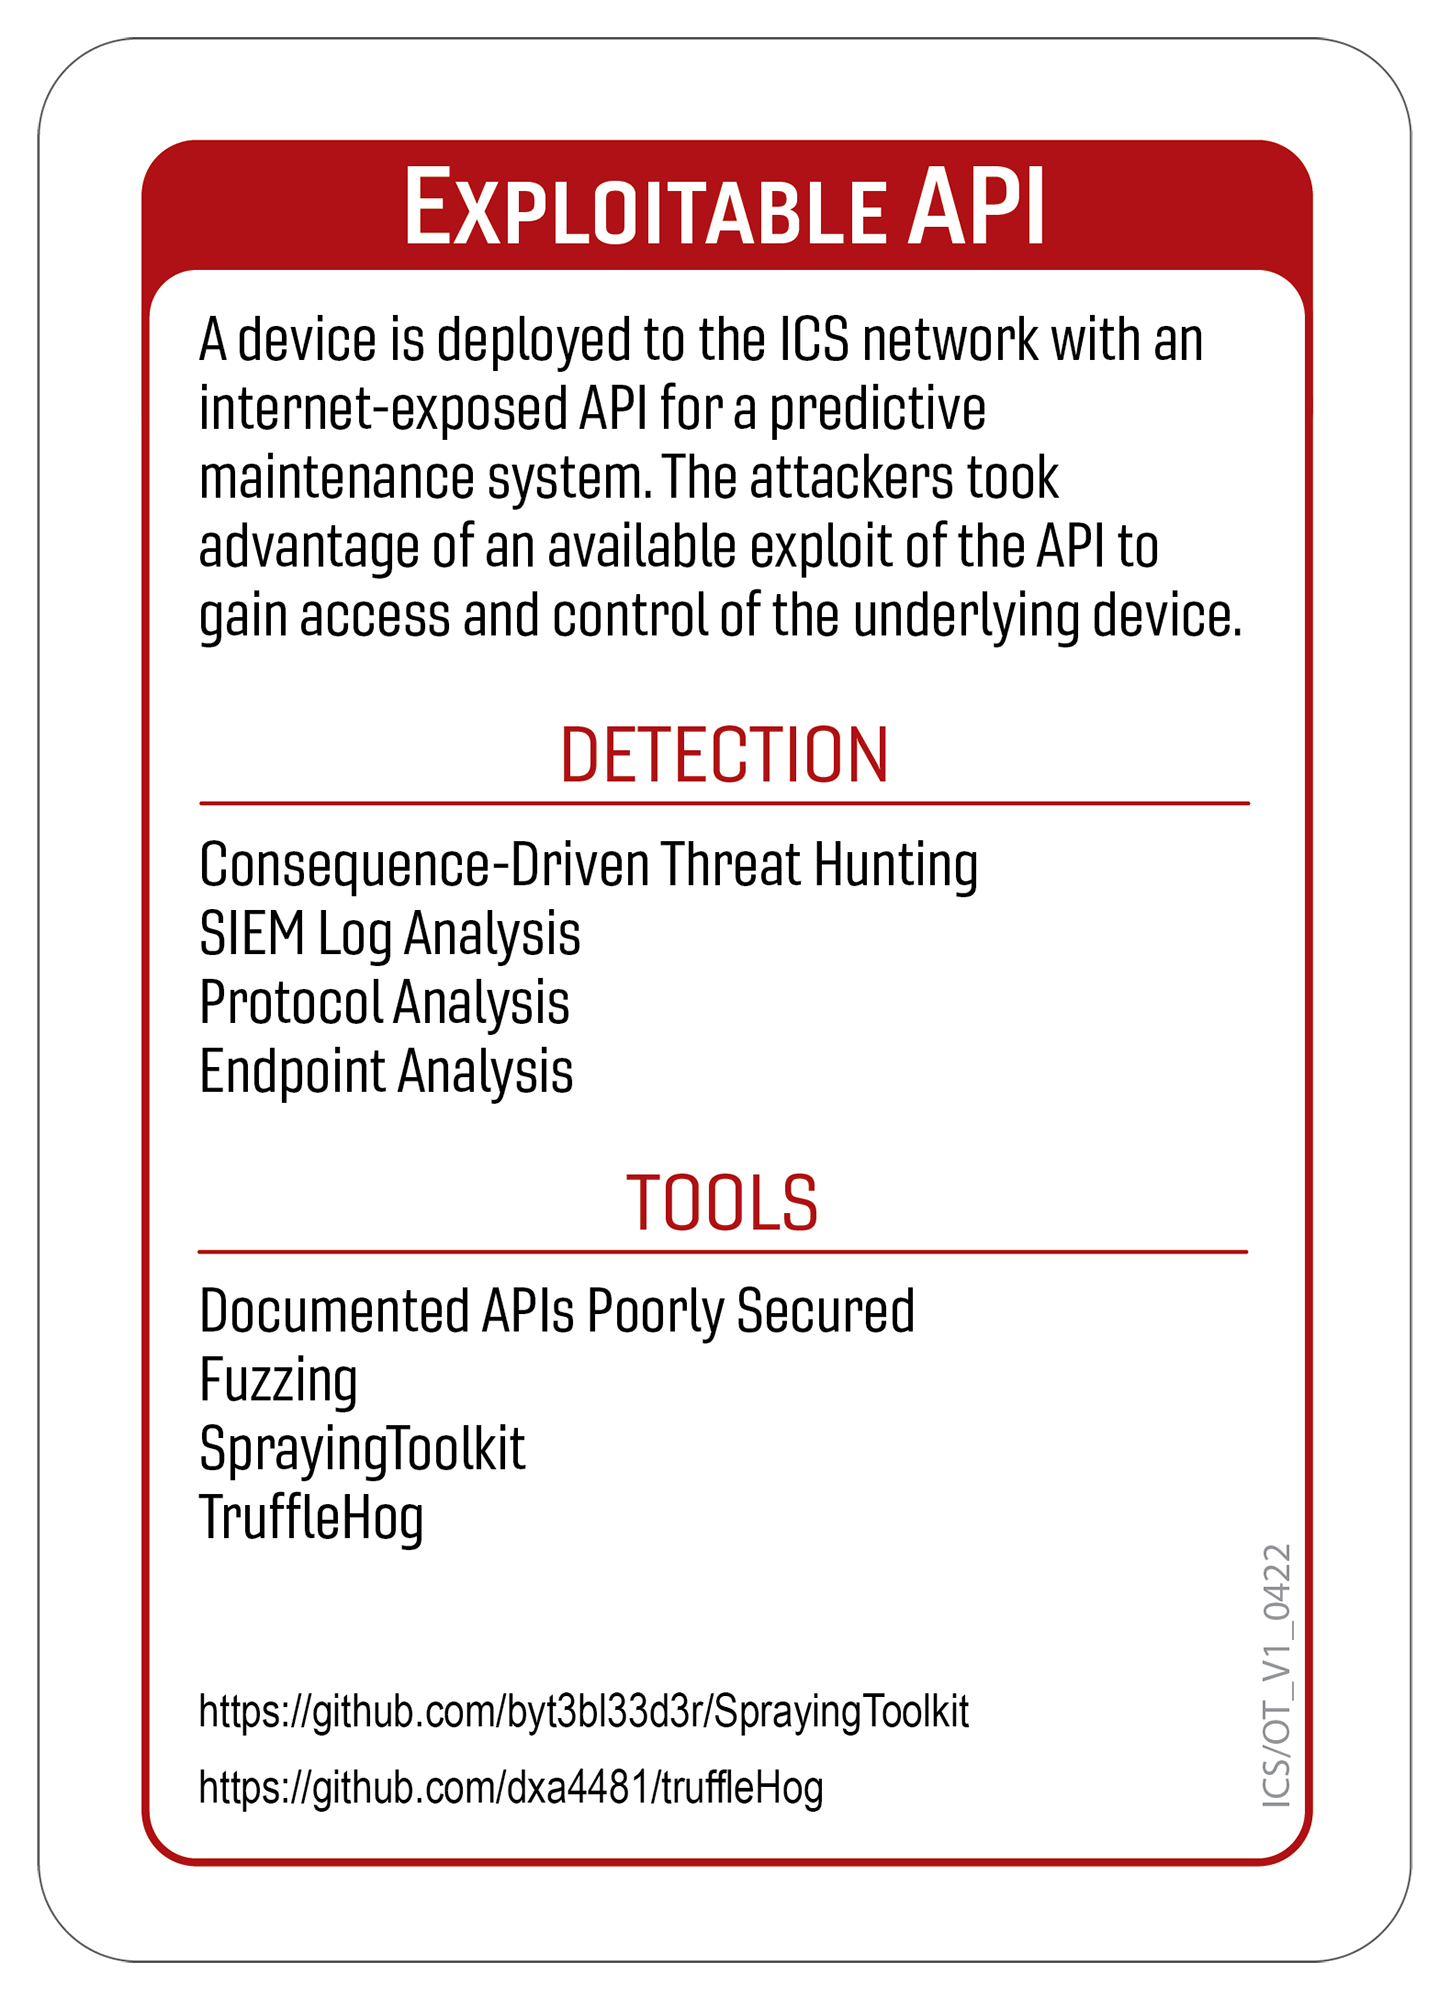 EXPLOITABLE API
A device is deployed to the ICS network with an
internet-exposed API for a predictive
maintenance system. The attackers took
advantage of an available exploit of the API to
gain access and control of the underlying device.
DETECTION
Consequence-Driven Threat Hunting
SIEM Log Analysis
Protocol Analysis
Endpoint Analysis
TOOLS
Documented APIs Poorly Secured
Fuzzing
SprayingToolkit
TruffleHog
https://github.com/byt3bl33d3r/SprayingToolkit
https://github.com/dxa4481/truffleHog
ICS/OT_V1_0422